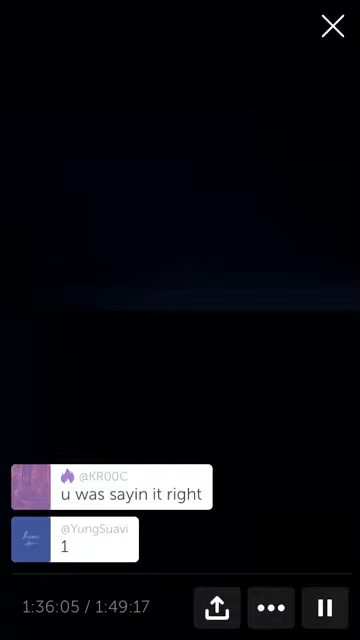 @KR00C
u was sayin it right
@YungSuavi
1
1:36:05 / 1:49:17